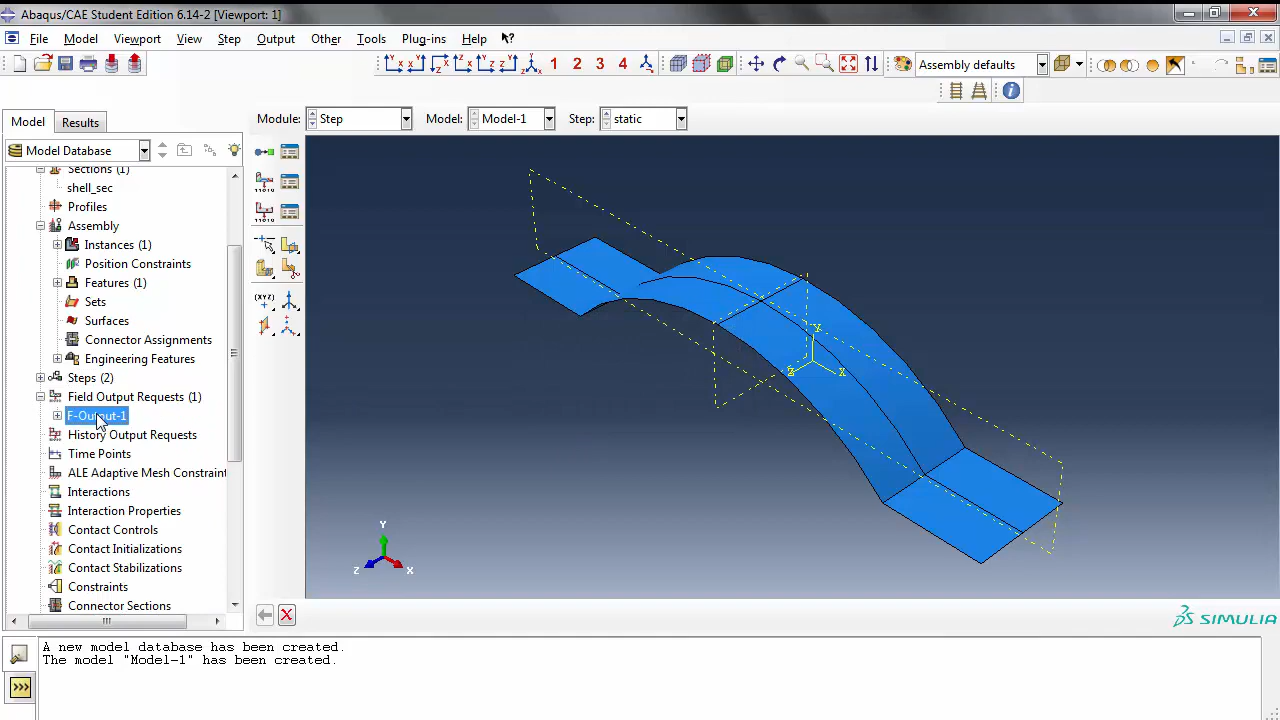 Abaqus/CAE Student Edition 6.14-2 [Viewport: 1]
File Model Viewport View Step Output Other Tools Plug-ins Help
1 2 3 4 Assembly defaults
Model Results
Module: Step Model: Model-1 Step: static
Model Database
Sections (1)
shell_sec
Profiles
Assembly
Instances (1)
Position Constraints
Features (1)
Sets
Surfaces
Connector Assignments
Engineering Features
Steps (2)
Field Output Requests (1)
F-Output-1
History Output Requests
Time Points
ALE Adaptive Mesh Constraint
Interactions
Interaction Properties
Contact Controls
Contact Initializations
Contact Stabilizations
Constraints
Connector Sections
Y
Z X
Y
Z X
SIMULIA
A new model database has been created.
The model "Model-1" has been created.
>>>